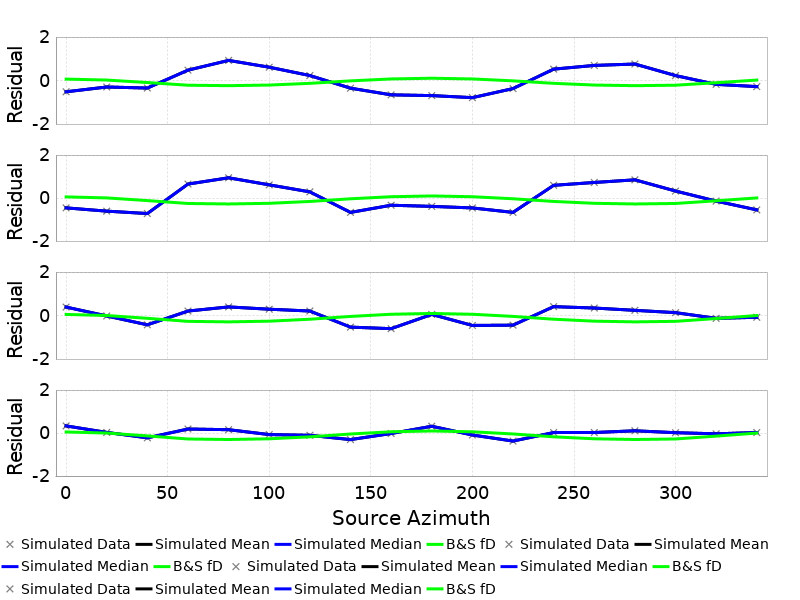 2
0
-2
Residual
2
0
-2
Residual
2
0
-2
Residual
2
0
-2
Residual
0 50 100 150 200 250 300
Source Azimuth
× Simulated Data Simulated Mean Simulated Median B&S fD × Simulated Data Simulated Mean
Simulated Median B&S fD × Simulated Data Simulated Mean Simulated Median B&S fD
× Simulated Data Simulated Mean Simulated Median B&S fD